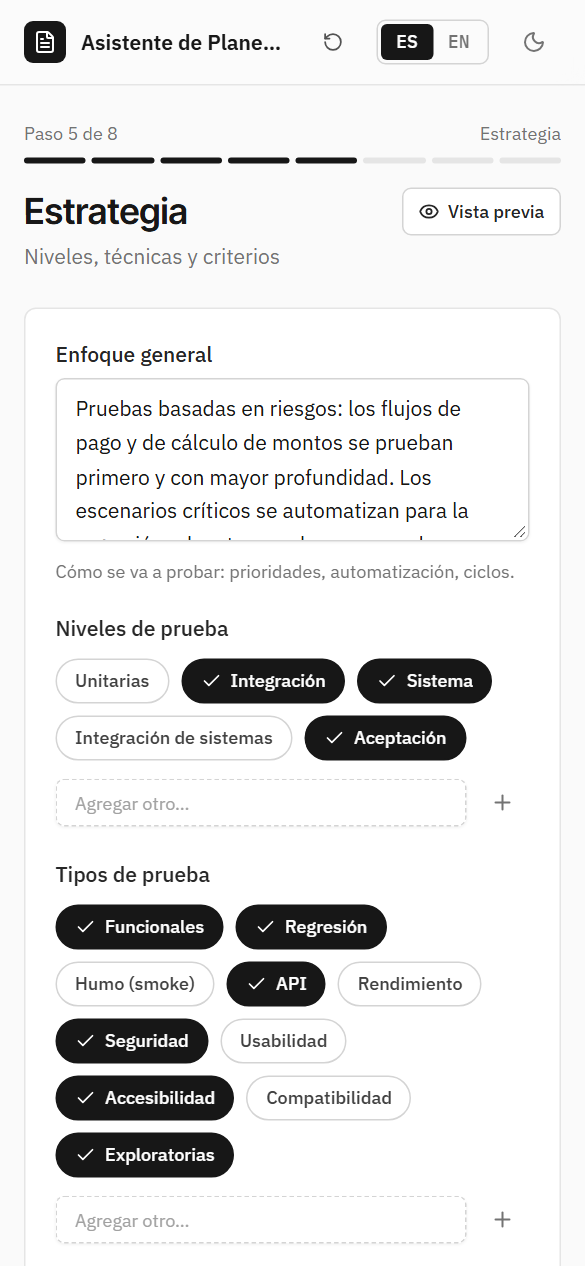 Asistente de Plane...
ES
EN
Paso 5 de 8
Estrategia
Estrategia
Vista previa
Niveles, técnicas y criterios
Enfoque general
Pruebas basadas en riesgos: los flujos de
pago y de cálculo de montos se prueban
primero y con mayor profundidad. Los
escenarios críticos se automatizan para la
Cómo se va a probar: prioridades, automatización, ciclos.
Niveles de prueba
Unitarias
Integración
Sistema
Integración de sistemas
Aceptación
Agregar otro...
Tipos de prueba
Funcionales
Regresión
Humo (smoke)
API
Rendimiento
Seguridad
Usabilidad
Accesibilidad
Compatibilidad
Exploratorias
Agregar otro...